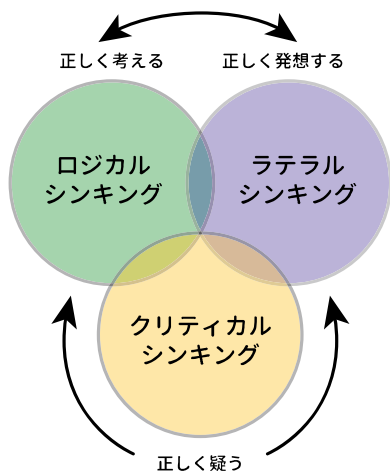 正しく考える
正しく発想する
ロジカル
シンキング
ラテラル
シンキング
クリティカル
シンキング
正しく疑う